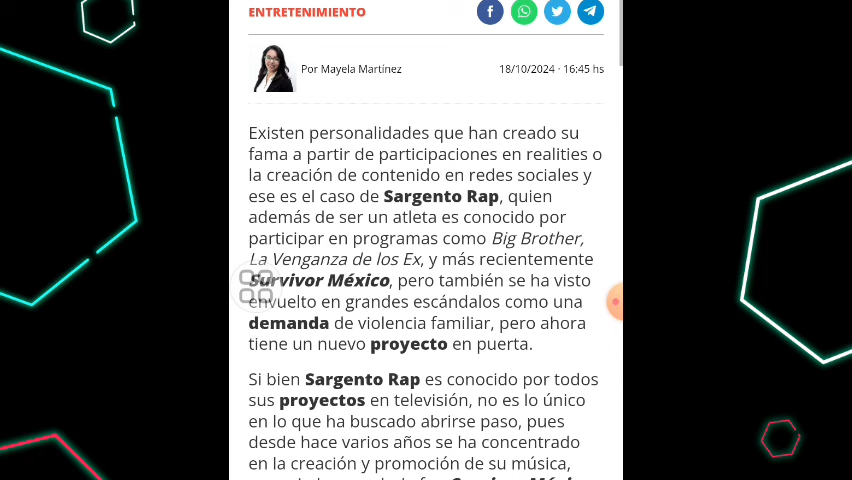 ENTRETENIMIENTO
Por Mayela Martínez 18/10/2024 · 16:45 hs
Existen personalidades que han creado su
fama a partir de participaciones en realities o
la creación de contenido en redes sociales y
ese es el caso de Sargento Rap, quien
además de ser un atleta es conocido por
participar en programas como Big Brother,
La Venganza de los Ex, y más recientemente
Survivor México, pero también se ha visto
envuelto en grandes escándalos como una
demanda de violencia familiar, pero ahora
tiene un nuevo proyecto en puerta.
Si bien Sargento Rap es conocido por todos
sus proyectos en televisión, no es lo único
en lo que ha buscado abrirse paso, pues
desde hace varios años se ha concentrado
en la creación y promoción de su música,